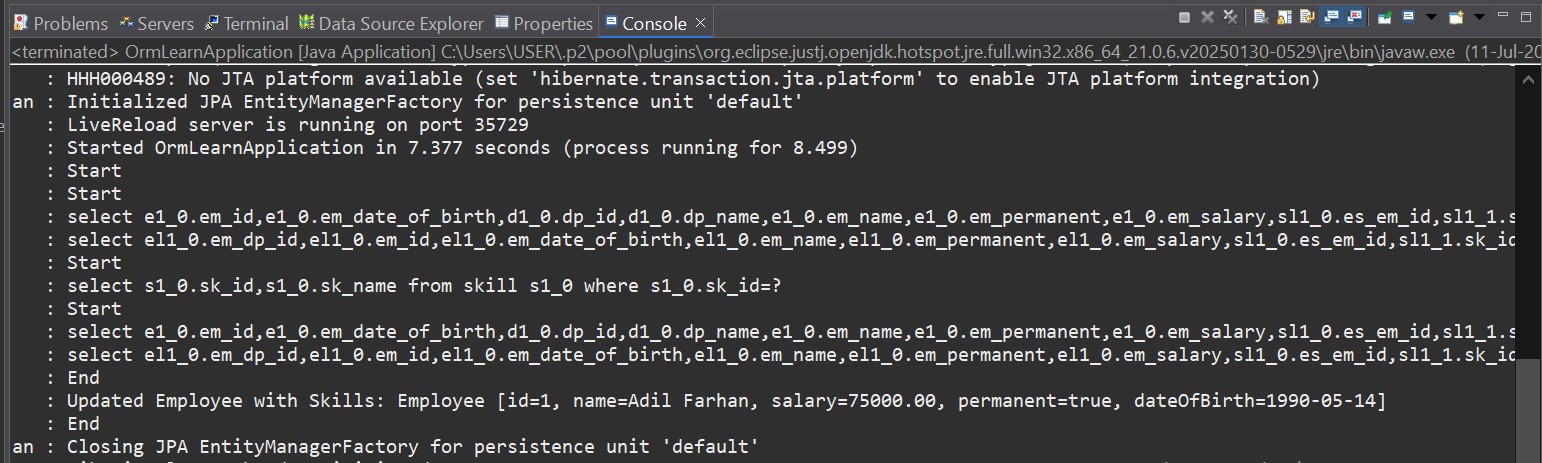 Problems Servers Terminal Data Source Explorer Properties Console
<terminated> OrmLearnApplication [Java Application] C:\Users\USER\.p2\pool\plugins\org.eclipse.justj.openjdk.hotspot.jre.full.win32.x86_64_21.0.6.v20250130-0529\jre\bin\javaw.exe (11-Jul-20
: HHH000489: No JTA platform available (set 'hibernate.transaction.jta.platform' to enable JTA platform integration)
an : Initialized JPA EntityManagerFactory for persistence unit 'default'
: LiveReload server is running on port 35729
: Started OrmLearnApplication in 7.377 seconds (process running for 8.499)
: Start
: Start
: select e1_0.em_id,e1_0.em_date_of_birth,d1_0.dp_id,d1_0.dp_name,e1_0.em_name,e1_0.em_permanent,e1_0.em_salary,sl1_0.es_em_id,sl1_1.s
: select el1_0.em_dp_id,el1_0.em_id,el1_0.em_date_of_birth,el1_0.em_name,el1_0.em_permanent,el1_0.em_salary,sl1_0.es_em_id,sl1_1.sk_id
: Start
: select s1_0.sk_id,s1_0.sk_name from skill s1_0 where s1_0.sk_id=?
: Start
: select e1_0.em_id,e1_0.em_date_of_birth,d1_0.dp_id,d1_0.dp_name,e1_0.em_name,e1_0.em_permanent,e1_0.em_salary,sl1_0.es_em_id,sl1_1.s
: select el1_0.em_dp_id,el1_0.em_id,el1_0.em_date_of_birth,el1_0.em_name,el1_0.em_permanent,el1_0.em_salary,sl1_0.es_em_id,sl1_1.sk_id
: End
: Updated Employee with Skills: Employee [id=1, name=Adil Farhan, salary=75000.00, permanent=true, dateOfBirth=1990-05-14]
: End
an : Closing JPA EntityManagerFactory for persistence unit 'default'